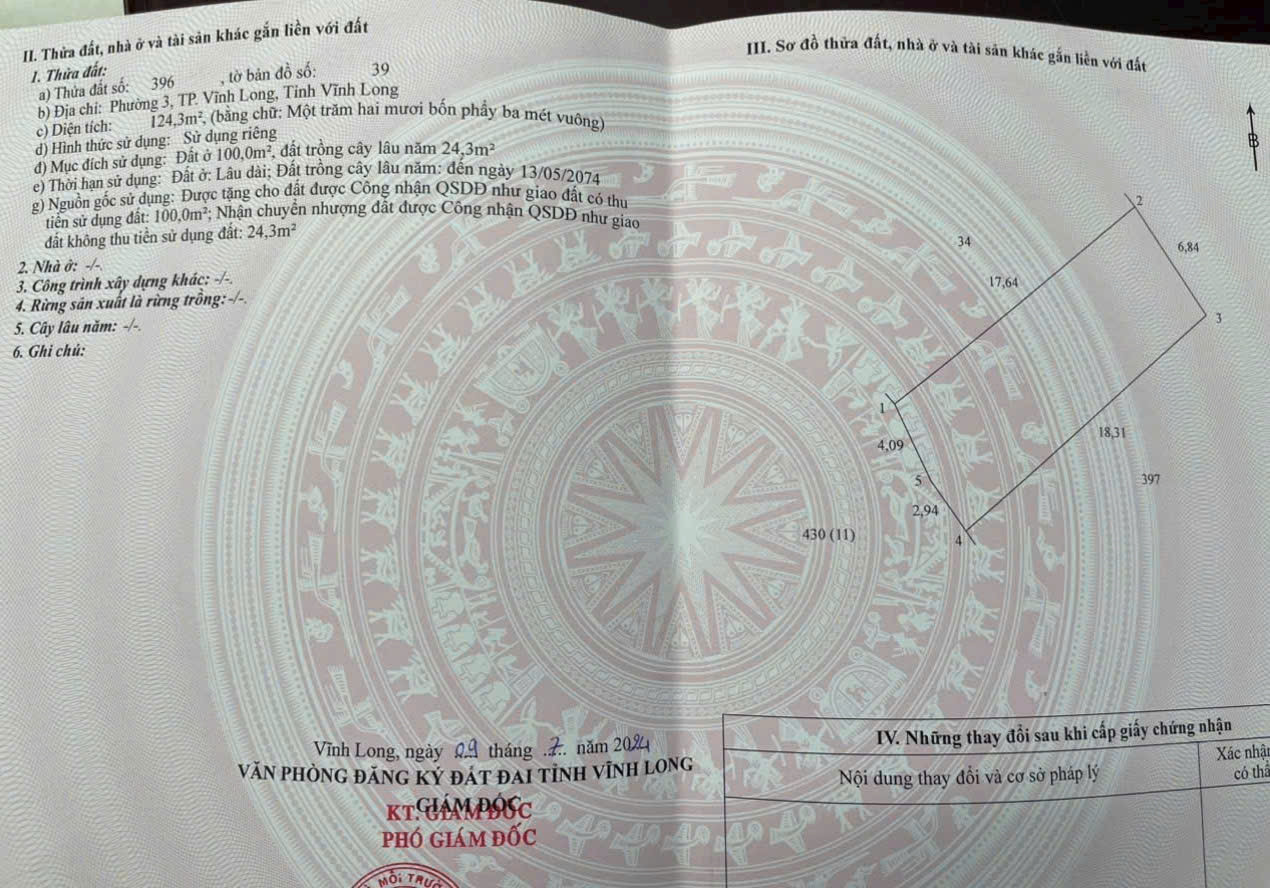 II. Thửa đất, nhà ở và tài sản khác gắn liền với đất
1. Thửa đất:
a) Thửa đất số: 396 , tờ bản đồ số: 39
b) Địa chỉ: Phường 3, TP. Vĩnh Long, Tỉnh Vĩnh Long
c) Diện tích: 124,3m², (bằng chữ: Một trăm hai mươi bốn phẩy ba mét vuông)
d) Hình thức sử dụng: Sử dụng riêng
đ) Mục đích sử dụng: Đất ở 100,0m², đất trồng cây lâu năm 24,3m²
e) Thời hạn sử dụng: Đất ở: Lâu dài; Đất trồng cây lâu năm: đến ngày 13/05/2074
g) Nguồn gốc sử dụng: Được tặng cho đất được Công nhận QSDĐ như giao đất có thu
tiền sử dụng đất: 100,0m²; Nhận chuyển nhượng đất được Công nhận QSDĐ như giao
đất không thu tiền sử dụng đất: 24,3m²
2. Nhà ở: -/-.
3. Công trình xây dựng khác: -/-.
4. Rừng sản xuất là rừng trồng: -/-.
5. Cây lâu năm: -/-.
6. Ghi chú:
Vĩnh Long, ngày 09 tháng .7.. năm 2024
VĂN PHÒNG ĐĂNG KÝ ĐẤT ĐAI TỈNH VĨNH LONG
GIÁM ĐỐC
KT. GIÁM ĐỐC
PHÓ GIÁM ĐỐC
MÔI TRƯỜ
III. Sơ đồ thửa đất, nhà ở và tài sản khác gắn liền với đất
B
2
34
6,84
17,64
3
1
18,31
4,09
397
5
2,94
430 (11)
4
IV. Những thay đổi sau khi cấp giấy chứng nhận
Nội dung thay đổi và cơ sở pháp lý
Xác nhận
có thẩ